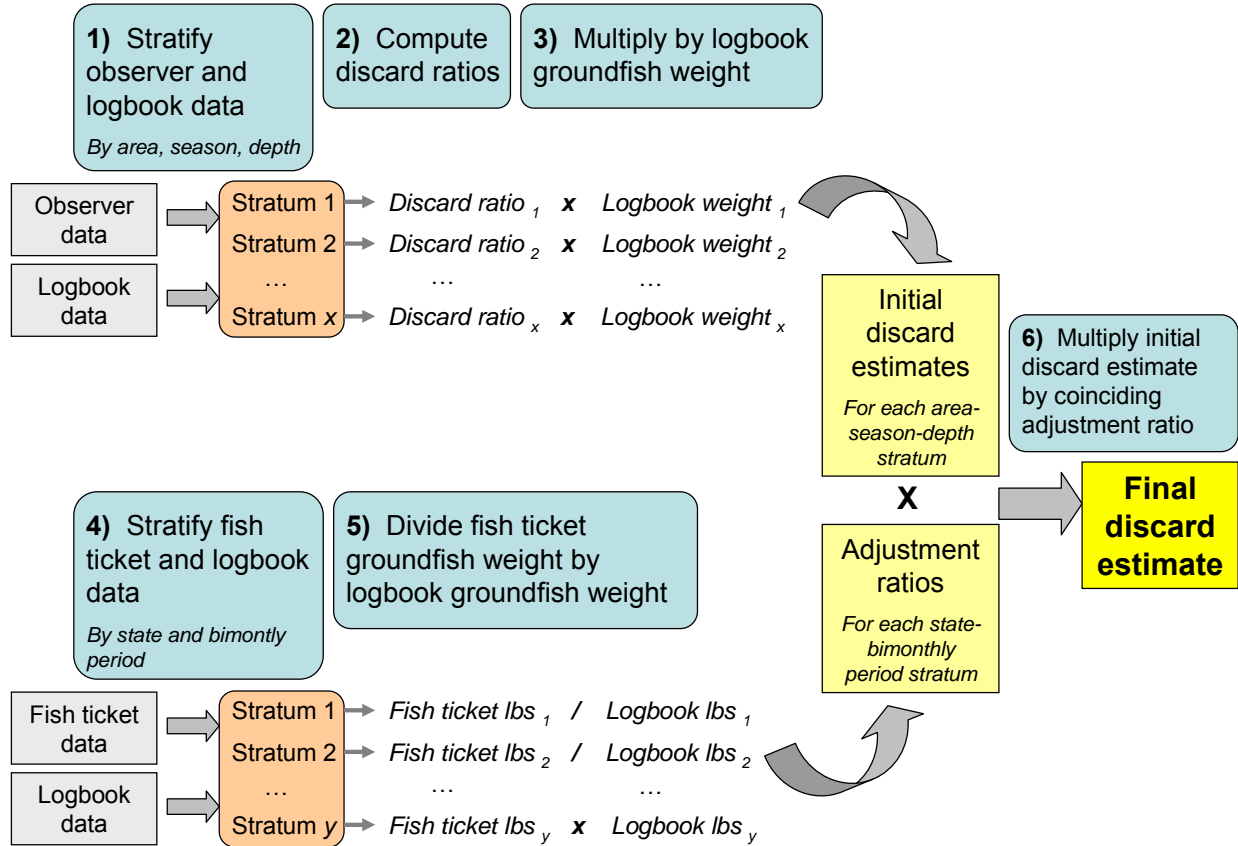 1) Stratify
observer and
logbook data
By area, season, depth
2) Compute
discard ratios
3) Multiply by logbook
groundfish weight
Observer
data
Logbook
data
Stratum 1
Stratum 2
…
Stratum x
Discard ratio 1 x Logbook weight 1
Discard ratio 2 x Logbook weight 2
… …
Discard ratio x x Logbook weight x
Initial
discard
estimates
For each area-
season-depth
stratum
X
Adjustment
ratios
For each state-
bimonthly
period stratum
6) Multiply initial
discard estimate
by coinciding
adjustment ratio
Final
discard
estimate
4) Stratify fish
ticket and logbook
data
By state and bimontly
period
5) Divide fish ticket
groundfish weight by
logbook groundfish weight
Fish ticket
data
Logbook
data
Stratum 1
Stratum 2
…
Stratum y
Fish ticket lbs 1 / Logbook lbs 1
Fish ticket lbs 2 / Logbook lbs 2
… …
Fish ticket lbs y x Logbook lbs y